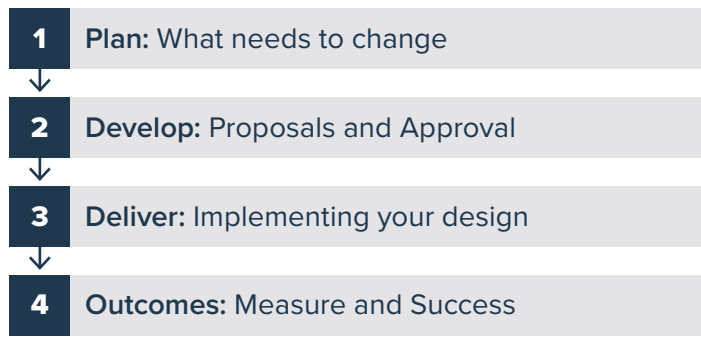 1 Plan: What needs to change
2 Develop: Proposals and Approval
3 Deliver: Implementing your design
4 Outcomes: Measure and Success